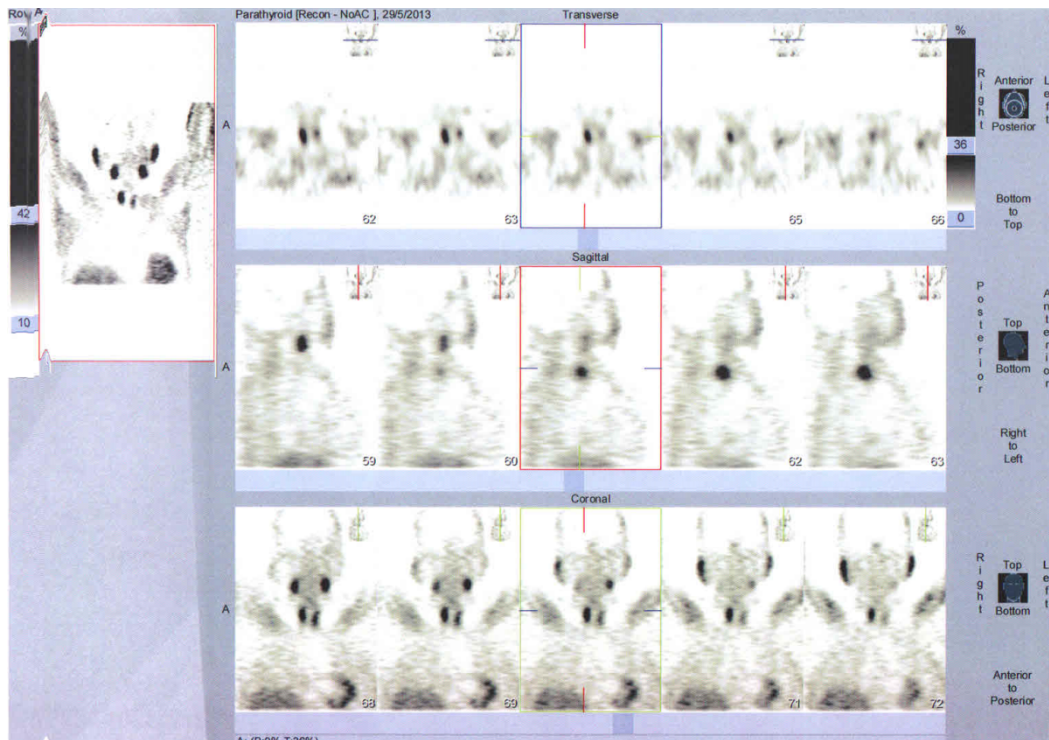 Parathyroid [Recon - NoAC ], 29/5/2013
Transverse
%
42
10
A
62
63
65
66
%
36
0
Right
Anterior
Posterior
Left
Bottom
to
Top
Sagittal
A
59
60
62
63
Posterior
Top
Bottom
Anterior
Right
to
Left
Coronal
A
68
69
71
72
Right
Top
Bottom
Left
Anterior
to
Posterior